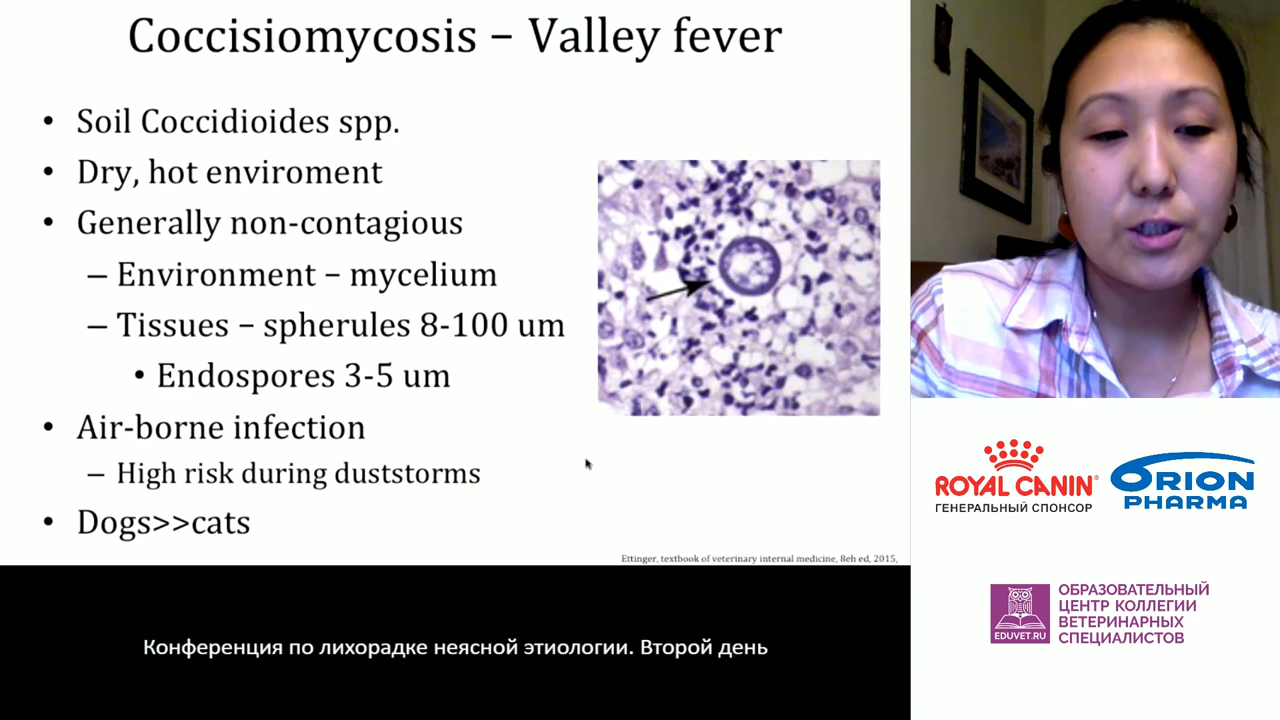 Coccisiomycosis – Valley fever
• Soil Coccidioides spp.
• Dry, hot enviroment
• Generally non-contagious
– Environment – mycelium
– Tissues – spherules 8-100 um
• Endospores 3-5 um
• Air-borne infection
– High risk during duststorms
• Dogs>>cats
Ettinger, textbook of veterinary internal medicine, 8eh ed, 2015,
Конференция по лихорадке неясной этиологии. Второй день
ROYAL CANIN®
ГЕНЕРАЛЬНЫЙ СПОНСОР
ORION
PHARMA
EDUVET.RU
ОБРАЗОВАТЕЛЬНЫЙ
ЦЕНТР КОЛЛЕГИИ
ВЕТЕРИНАРНЫХ
СПЕЦИАЛИСТОВ